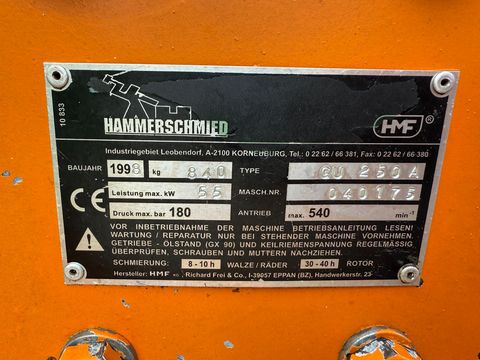 HAMMERSCHMIED
HMF ®
10 833
Industriegebiet Leobendorf, A-2100 KORNEUBURG, Tel.: 0 22 62 / 66 381, Fax: 0 22 62 / 66-380
BAUJAHR 1998 kg 840 TYPE GU 250A
Leistung max. kW 55 MASCH.NR. 040175
Druck max. bar 180 ANTRIEB max. 540 min⁻¹
CE
VOR INBETRIEBNAHME DER MASCHINE BETRIEBSANLEITUNG LESEN!
WARTUNG / REPARATUR NUR BEI STEHENDER MASCHINE VORNEHMEN.
GETRIEBE - ÖLSTAND (GX 90) UND KEILRIEMENSPANNUNG REGELMÄSSIG
ÜBERPRÜFEN, SCHRAUBEN UND MUTTERN NACHZIEHEN.
SCHMIERUNG: 8 - 10 h WALZE / RÄDER 30 - 40 h ROTOR
Hersteller: HMF KG, Richard Frei & Co., I-39057 EPPAN (BZ), Handwerkerstr. 23